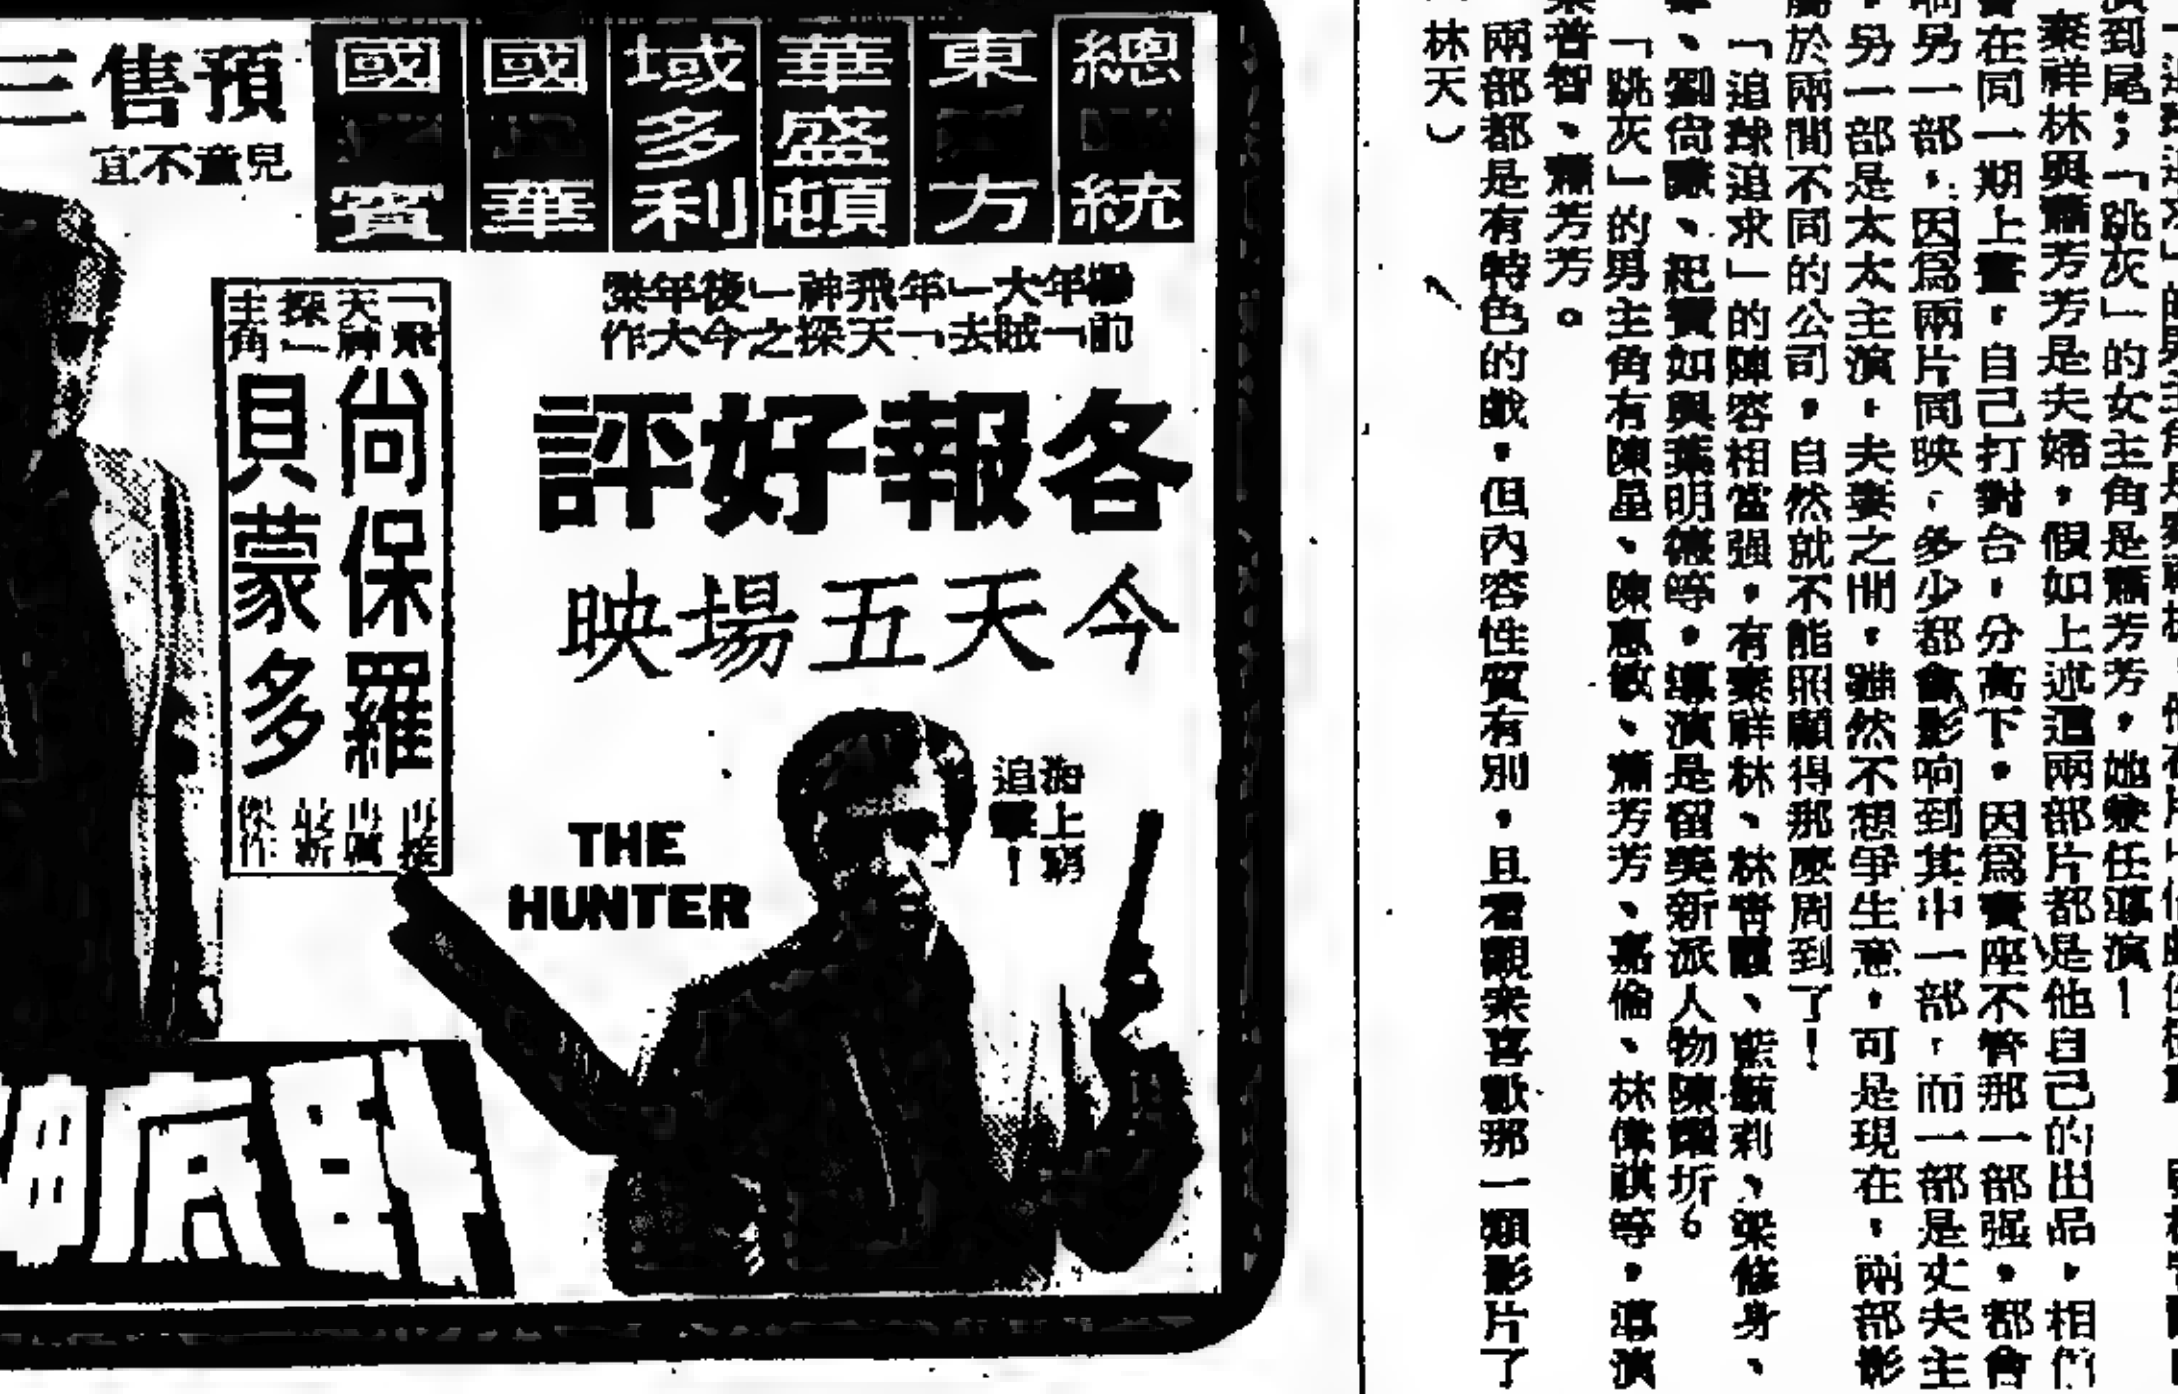 演到尾；「跳灰」的女主角是蕭芳芳，她兼任導演！
秦祥林與蕭芳芳是夫婦，假如上述這兩部片都是他自己的出品，相
會在同一期上畫，自己打對台，分高下。因爲賣座不管那一部强，都會
响另一部，因爲兩片同映，多少都會影响到其中一部，而一部是丈夫主
，另一部是太太主演，夫妻之間，雖然不想爭生意，可是現在，兩部影
屬於兩間不同的公司，自然就不能照顧得那麼周到了！
「追球追求」的陣容相當强，有秦祥林、林青霞、藍毓莉、梁修身、
、劉尙謙、杞寶如與葉明德等。導演是留美新派人物陳耀圻。
「跳灰」的男主角有陳星、陳惠敏、蕭芳芳、嘉倫、林偉祺等，導演
梁普智、蕭芳芳。
兩部都是有特色的戲，但內容性質有別，且看觀衆喜歡那一類影片了
（林天）
總統
東方
華盛頓
域多利
國華
國賓
預售三
兒童不宜
年前
一大賊
去年一
飛天
神探
之後
今年大
傑作
各報好評
今天五場映
「飛天神探」主角
尚保羅
貝蒙多
傑作
海上窮追！
THE
HUNTER